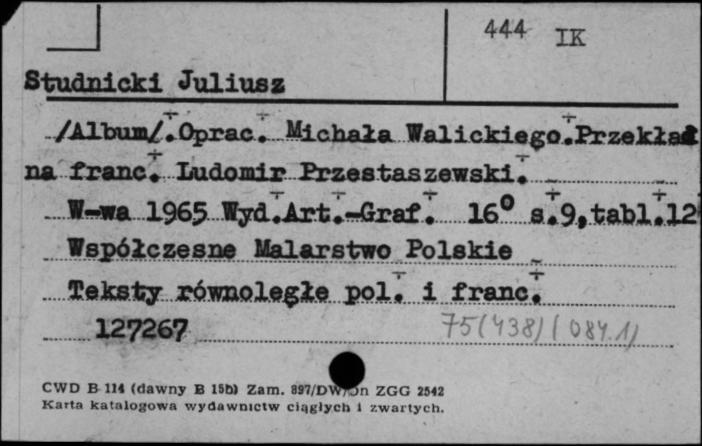 444 IK
Studnicki Juliusz
/Album/.Oprac. Michała Walickiego.Przekład
na franc. Ludomir Przestaszewski.
W-wa 1965 Wyd.Art.-Graf. 16° s.9,tabl.12
Współczesne Malarstwo Polskie
Teksty równoległe pol. i franc.
127267 75(438)(084.1)
CWD B-114 (dawny B 15b) Zam. 897/DW/Dn ZGG 2542
Karta katalogowa wydawnictw ciągłych i zwartych.